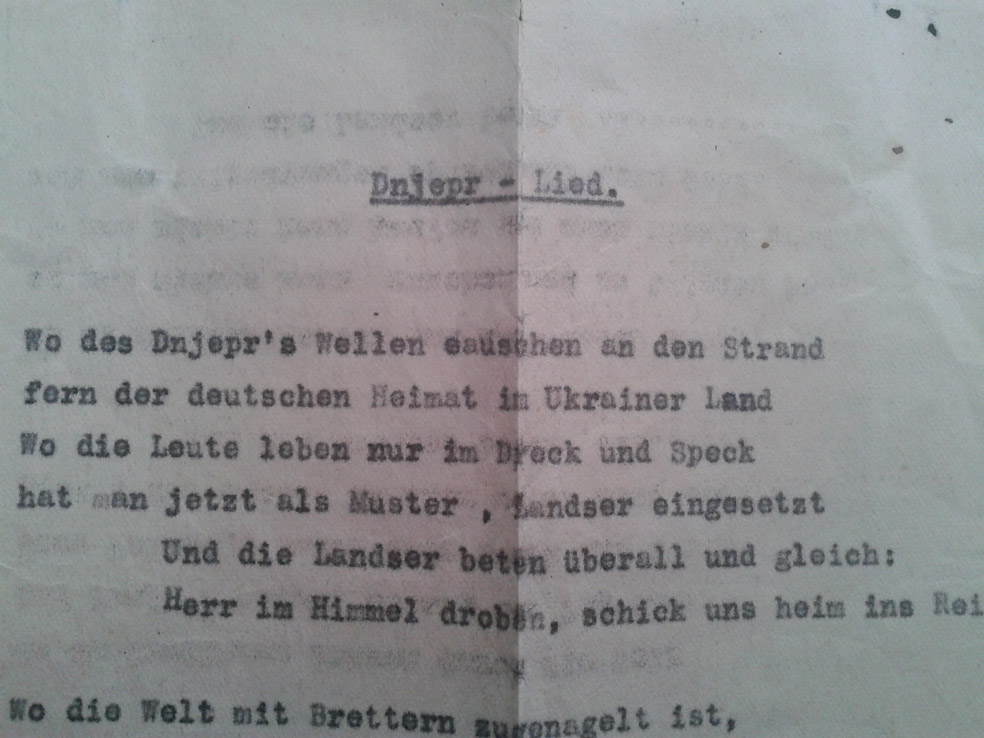 Dnjepr - Lied.
Wo des Dnjepr's Wellen sauschen an den Strand
fern der deutschen Heimat im Ukrainer Land
Wo die Leute leben nur im Dreck und Speck
hat man jetzt als Muster , Landser eingesetzt
Und die Landser beten überall und gleich:
Herr im Himmel droben, schick uns heim ins Rei
Wo die Welt mit Brettern zugenagelt ist,